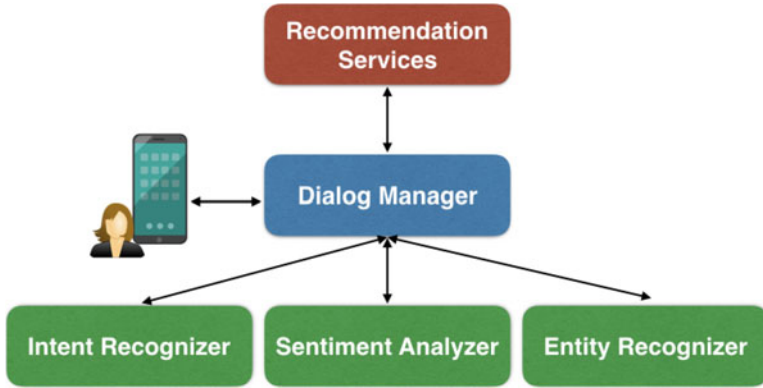 Recommendation
Services
Dialog Manager
Intent Recognizer
Sentiment Analyzer
Entity Recognizer